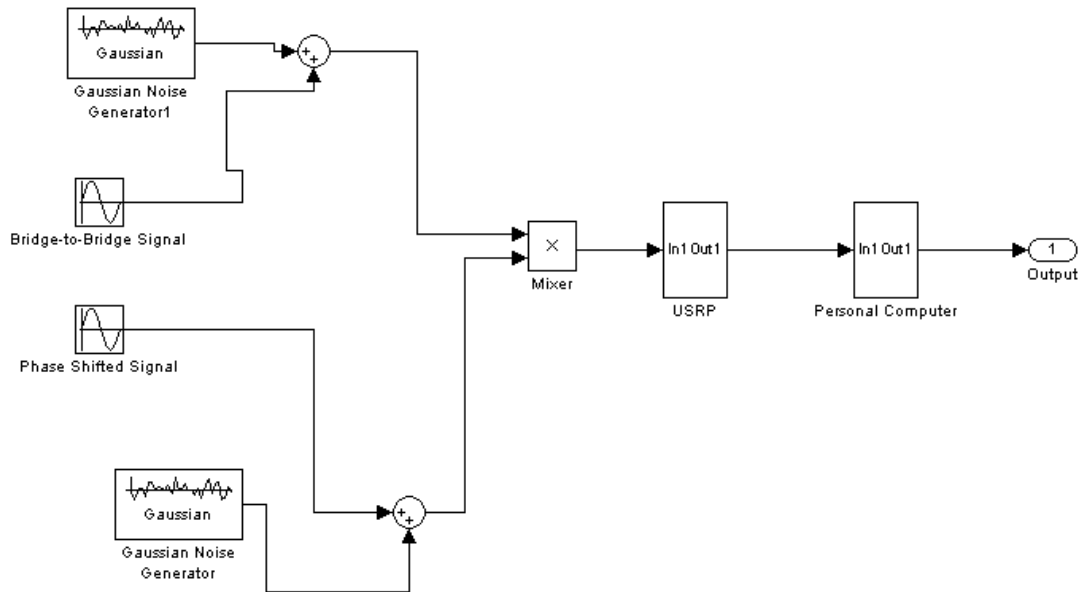 Gaussian
Gaussian Noise
Generator1
+
+
Bridge-to-Bridge Signal
×
Mixer
In1 Out1
USRP
In1 Out1
Personal Computer
1
Output
Phase Shifted Signal
Gaussian
Gaussian Noise
Generator
+
+